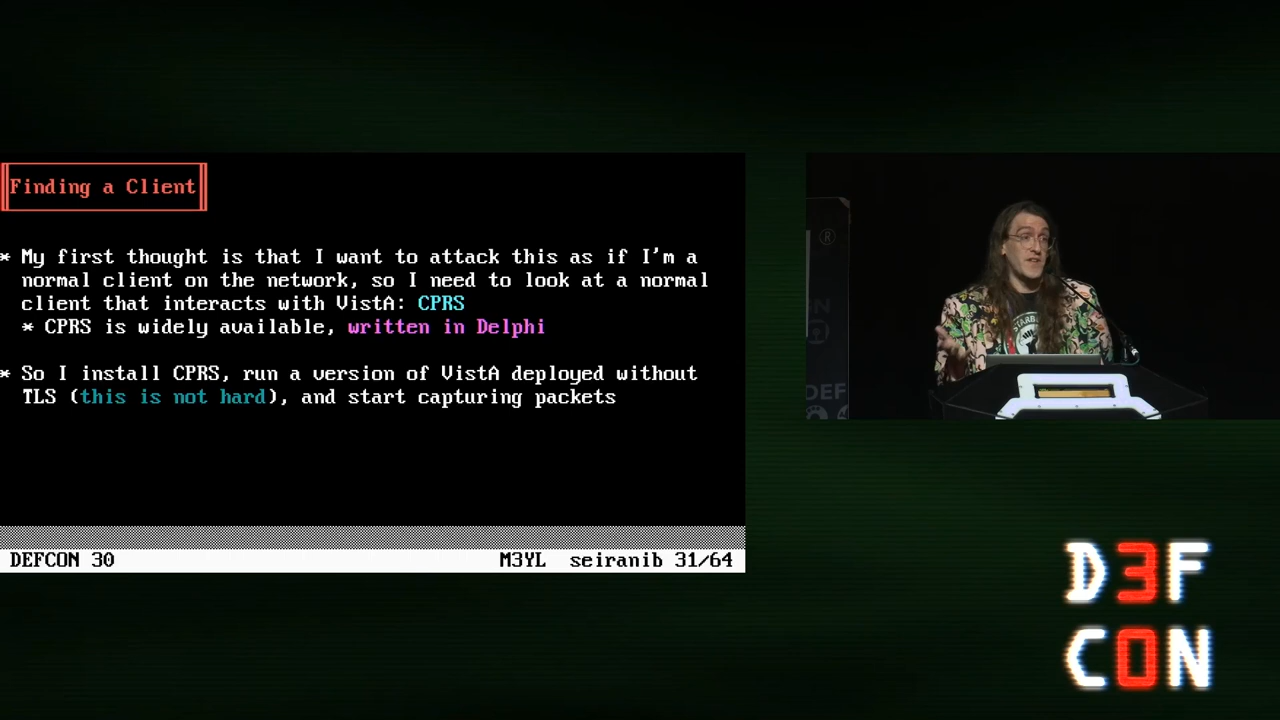 Finding a Client
* My first thought is that I want to attack this as if I'm a
normal client on the network, so I need to look at a normal
client that interacts with VistA: CPRS
* CPRS is widely available, written in Delphi
* So I install CPRS, run a version of VistA deployed without
TLS (this is not hard), and start capturing packets
DEFCON 30 M3YL seiranib 31/64
®
DEF
D3F
C0N